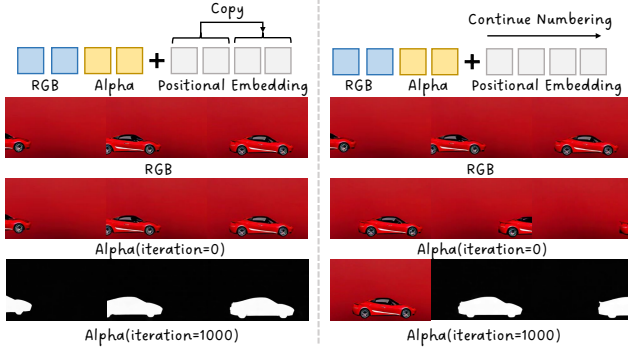 Copy
RGB Alpha Positional Embedding
RGB
Alpha(iteration=0)
Alpha(iteration=1000)
Continue Numbering
RGB Alpha Positional Embedding
RGB
Alpha(iteration=0)
Alpha(iteration=1000)